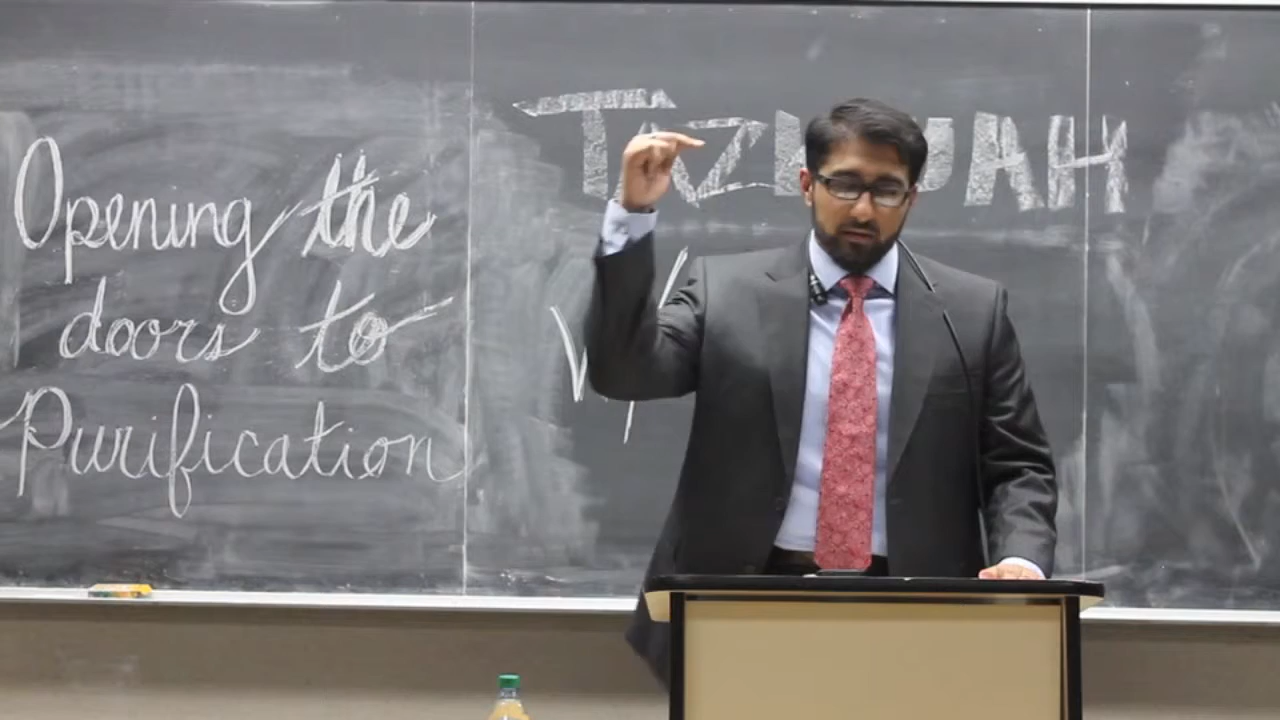 Opening the
doors to
Purification